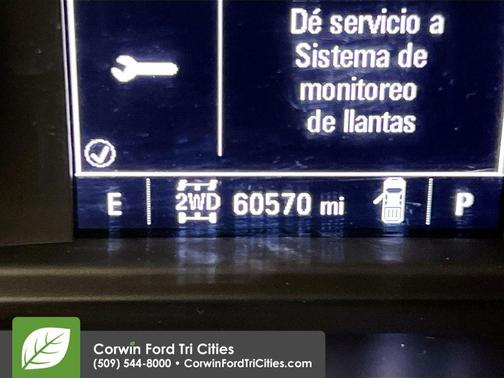 Dé servicio a
Sistema de
monitoreo
de llantas
E 2WD 60570 mi P
Corwin Ford Tri Cities
(509) 544-8000 • CorwinFordTriCities.com